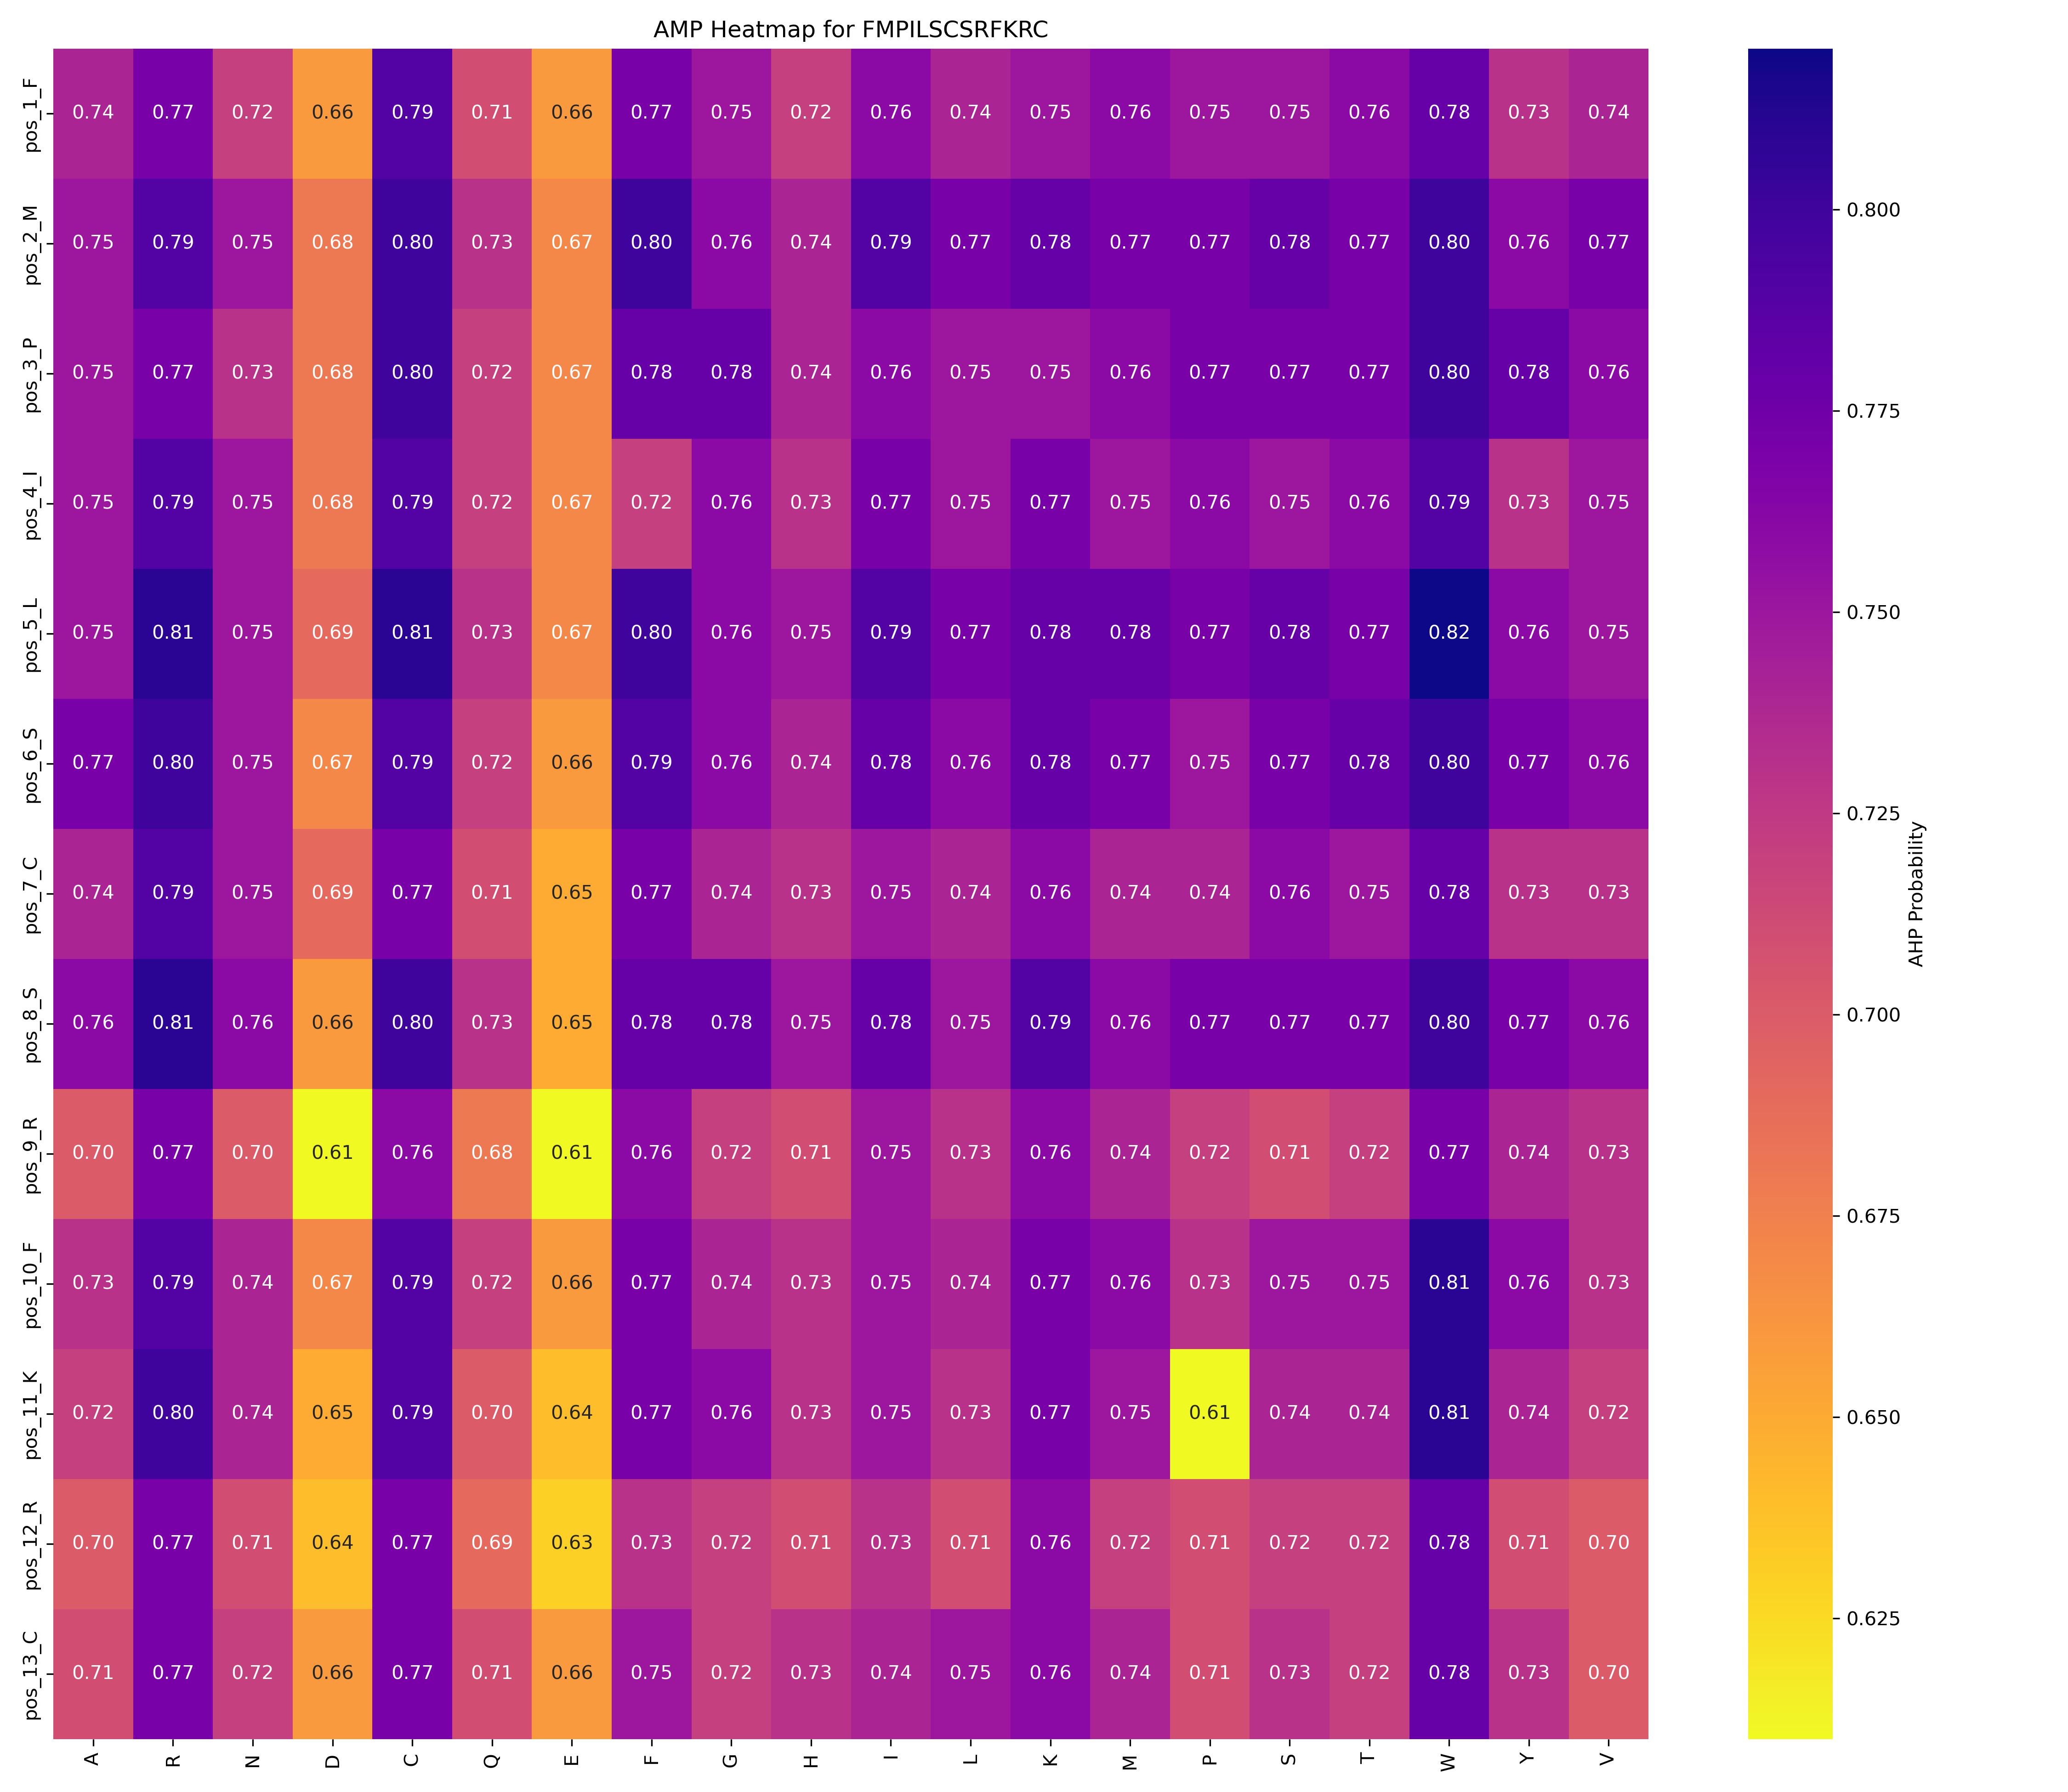 AMP Heatmap for FMPILSCSRFKRC
pos_1_F 0.74 0.77 0.72 0.66 0.79 0.71 0.66 0.77 0.75 0.72 0.76 0.74 0.75 0.76 0.75 0.75 0.76 0.78 0.73 0.74
pos_2_M 0.75 0.79 0.75 0.68 0.80 0.73 0.67 0.80 0.76 0.74 0.79 0.77 0.78 0.77 0.77 0.78 0.77 0.80 0.76 0.77
pos_3_P 0.75 0.77 0.73 0.68 0.80 0.72 0.67 0.78 0.78 0.74 0.76 0.75 0.75 0.76 0.77 0.77 0.77 0.80 0.78 0.76
pos_4_I 0.75 0.79 0.75 0.68 0.79 0.72 0.67 0.72 0.76 0.73 0.77 0.75 0.77 0.75 0.76 0.75 0.76 0.79 0.73 0.75
pos_5_L 0.75 0.81 0.75 0.69 0.81 0.73 0.67 0.80 0.76 0.75 0.79 0.77 0.78 0.78 0.77 0.78 0.77 0.82 0.76 0.75
pos_6_S 0.77 0.80 0.75 0.67 0.79 0.72 0.66 0.79 0.76 0.74 0.78 0.76 0.78 0.77 0.75 0.77 0.78 0.80 0.77 0.76
pos_7_C 0.74 0.79 0.75 0.69 0.77 0.71 0.65 0.77 0.74 0.73 0.75 0.74 0.76 0.74 0.74 0.76 0.75 0.78 0.73 0.73
pos_8_S 0.76 0.81 0.76 0.66 0.80 0.73 0.65 0.78 0.78 0.75 0.78 0.75 0.79 0.76 0.77 0.77 0.77 0.80 0.77 0.76
pos_9_R 0.70 0.77 0.70 0.61 0.76 0.68 0.61 0.76 0.72 0.71 0.75 0.73 0.76 0.74 0.72 0.71 0.72 0.77 0.74 0.73
pos_10_F 0.73 0.79 0.74 0.67 0.79 0.72 0.66 0.77 0.74 0.73 0.75 0.74 0.77 0.76 0.73 0.75 0.75 0.81 0.76 0.73
pos_11_K 0.72 0.80 0.74 0.65 0.79 0.70 0.64 0.77 0.76 0.73 0.75 0.73 0.77 0.75 0.61 0.74 0.74 0.81 0.74 0.72
pos_12_R 0.70 0.77 0.71 0.64 0.77 0.69 0.63 0.73 0.72 0.71 0.73 0.71 0.76 0.72 0.71 0.72 0.72 0.78 0.71 0.70
pos_13_C 0.71 0.77 0.72 0.66 0.77 0.71 0.66 0.75 0.72 0.73 0.74 0.75 0.76 0.74 0.71 0.73 0.72 0.78 0.73 0.70
A R N D C Q E F G H I L K M P S T W Y V
0.800
0.775
0.750
0.725
0.700
0.675
0.650
0.625
AHP Probability